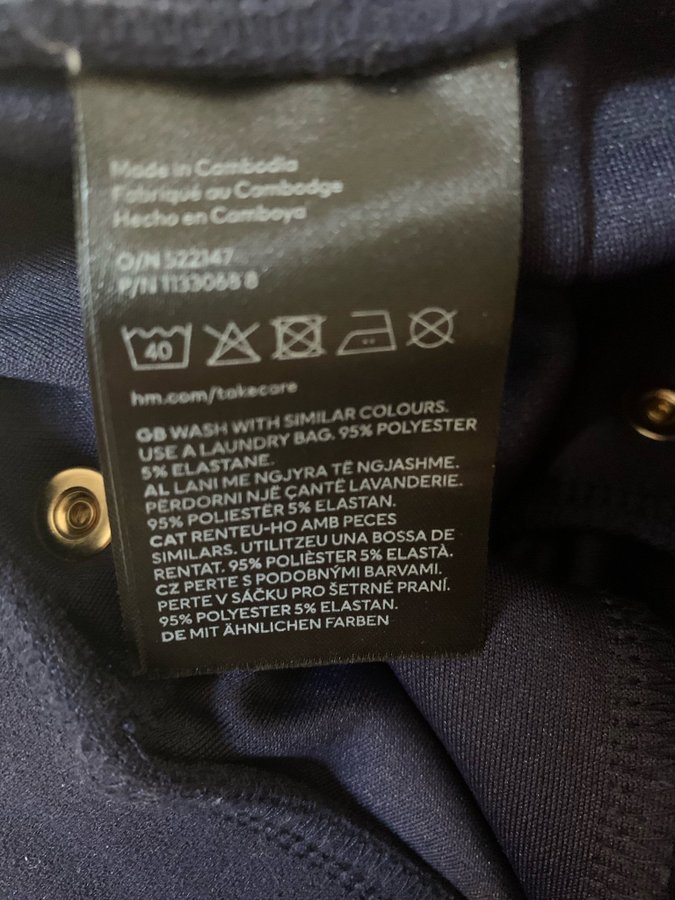 Made in Cambodia
Fabriqué au Cambodge
Hecho en Camboya
O/N 522147
P/N 1133068 8
40
hm.com/takecare
GB WASH WITH SIMILAR COLOURS.
USE A LAUNDRY BAG. 95% POLYESTER
5% ELASTANE.
AL LANI ME NGJYRA TË NGJASHME.
PËRDORNI NJË ÇANTË LAVANDERIE.
95% POLIESTËR 5% ELASTAN.
CAT RENTEU-HO AMB PECES
SIMILARS. UTILITZEU UNA BOSSA DE
RENTAT. 95% POLIÈSTER 5% ELASTÀ.
CZ PERTE S PODOBNÝMI BARVAMI.
PERTE V SÁČKU PRO ŠETRNÉ PRANÍ.
95% POLYESTER 5% ELASTAN.
DE MIT ÄHNLICHEN FARBEN